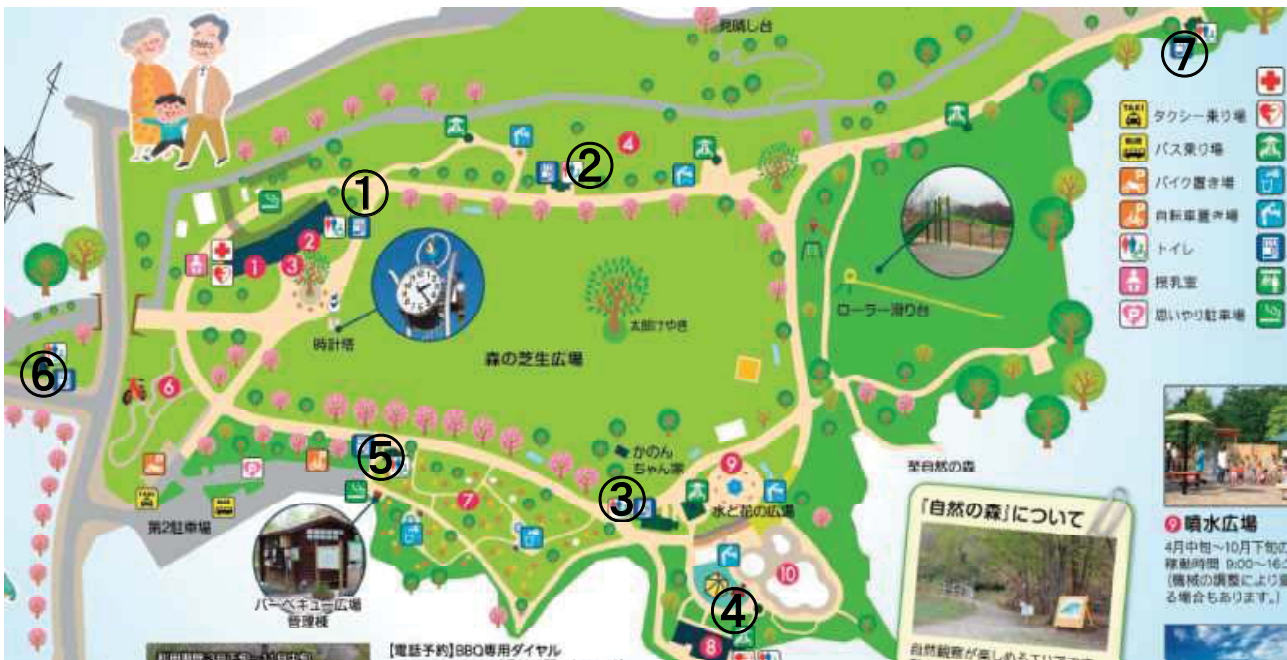 見晴し台
⑦
タクシー乗り場
バス乗り場
バイク置き場
自転車置き場
トイレ
授乳室
思いやり駐車場
TAXI
②
4
①
2
1
3
時計塔
太郎けやき
森の芝生広場
ローラー滑り台
⑥
6
⑤
7
かのん
ちゃん家
③
9
水と花の広場
至自然の森
第2駐車場
TAXI
バーベキュー広場
管理棟
10
④
8
『自然の森』について
9 噴水広場
4月中旬〜10月下旬の
稼動時間 9:00〜16:
(機械の調整により
る場合もあります。)
【電話予約】BBQ専用ダイヤル